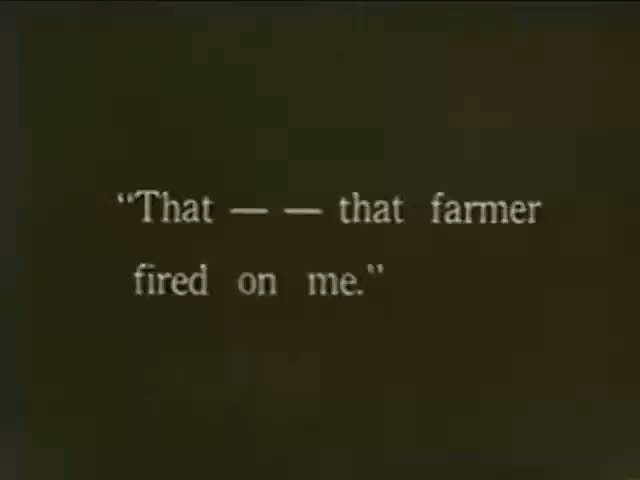 “That — — that farmer
fired on me.”